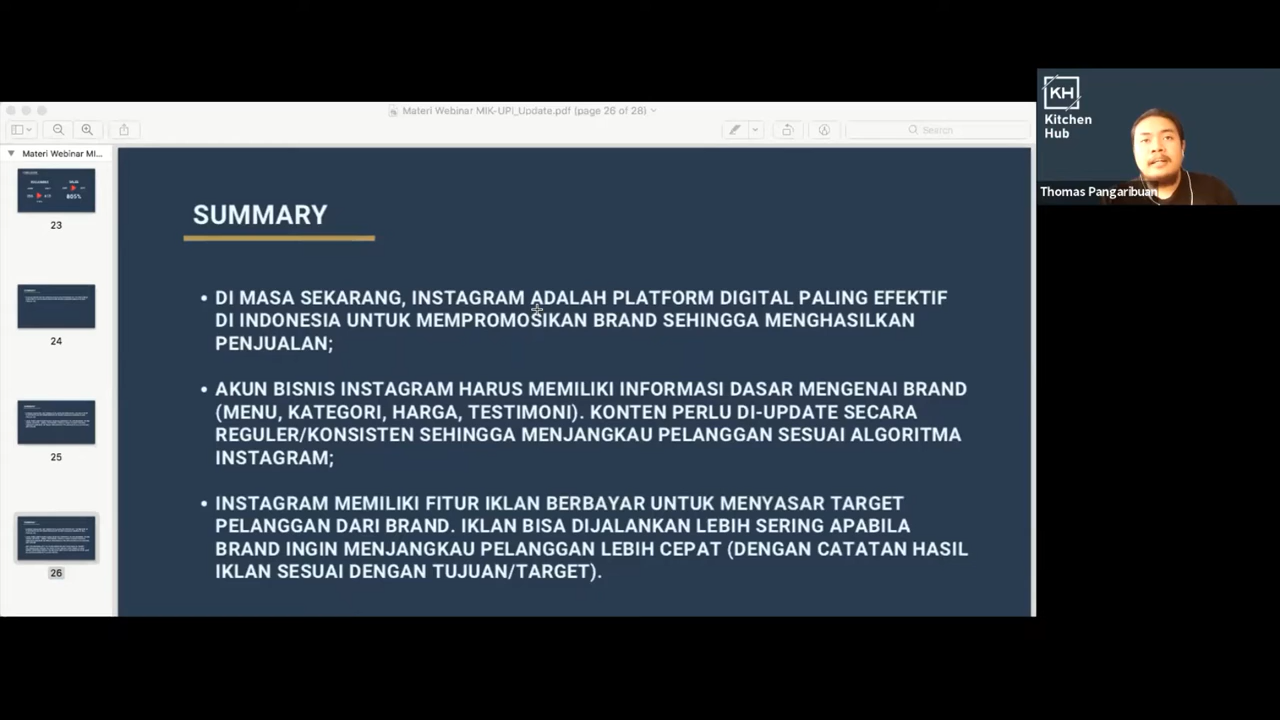 Materi Webinar MIK-UPI_Update.pdf (page 26 of 28)
Search
Materi Webinar MI...
805%
23
24
25
26
SUMMARY
• DI MASA SEKARANG, INSTAGRAM ADALAH PLATFORM DIGITAL PALING EFEKTIF
DI INDONESIA UNTUK MEMPROMOSIKAN BRAND SEHINGGA MENGHASILKAN
PENJUALAN;
• AKUN BISNIS INSTAGRAM HARUS MEMILIKI INFORMASI DASAR MENGENAI BRAND
(MENU, KATEGORI, HARGA, TESTIMONI). KONTEN PERLU DI-UPDATE SECARA
REGULER/KONSISTEN SEHINGGA MENJANGKAU PELANGGAN SESUAI ALGORITMA
INSTAGRAM;
• INSTAGRAM MEMILIKI FITUR IKLAN BERBAYAR UNTUK MENYASAR TARGET
PELANGGAN DARI BRAND. IKLAN BISA DIJALANKAN LEBIH SERING APABILA
BRAND INGIN MENJANGKAU PELANGGAN LEBIH CEPAT (DENGAN CATATAN HASIL
IKLAN SESUAI DENGAN TUJUAN/TARGET).
KH
Kitchen
Hub
Thomas Pangaribuan